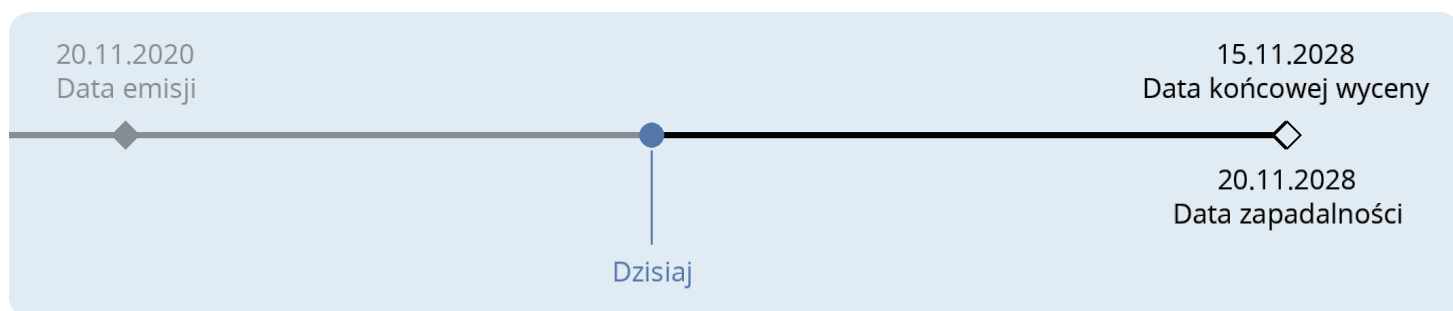 20.11.2020
Data emisji
15.11.2028
Data końcowej wyceny
20.11.2028
Data zapadalności
Dzisiaj